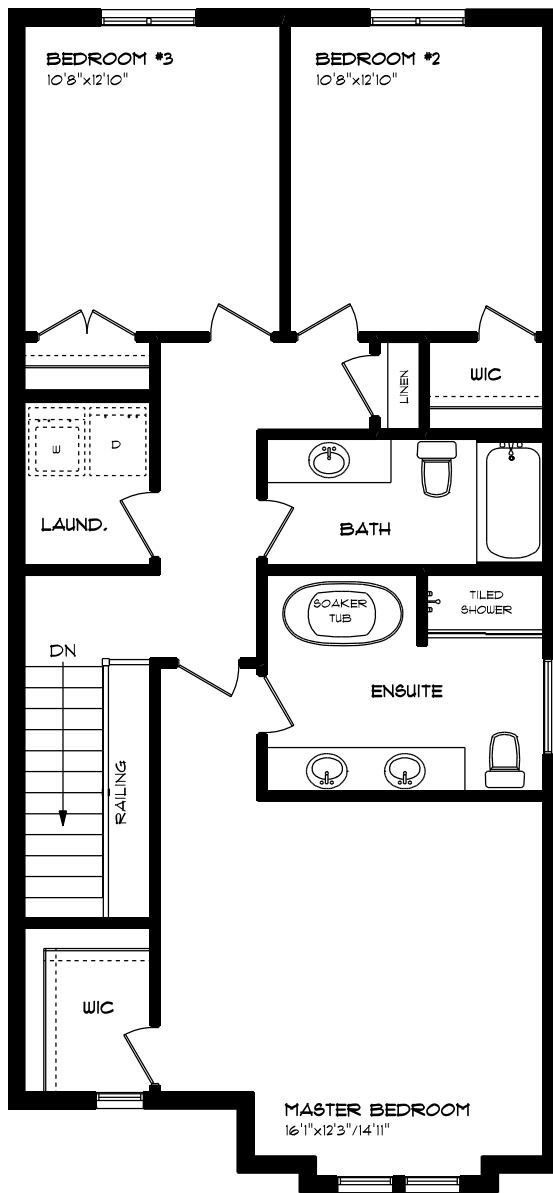 BEDROOM #3
10'8"x12'10"
BEDROOM #2
10'8"x12'10"
LINEN
WIC
W
D
LAUND.
BATH
SOAKER
TUB
TILED
SHOWER
DN
ENSUITE
RAILING
WIC
MASTER BEDROOM
16'1"x12'3"/14'11"